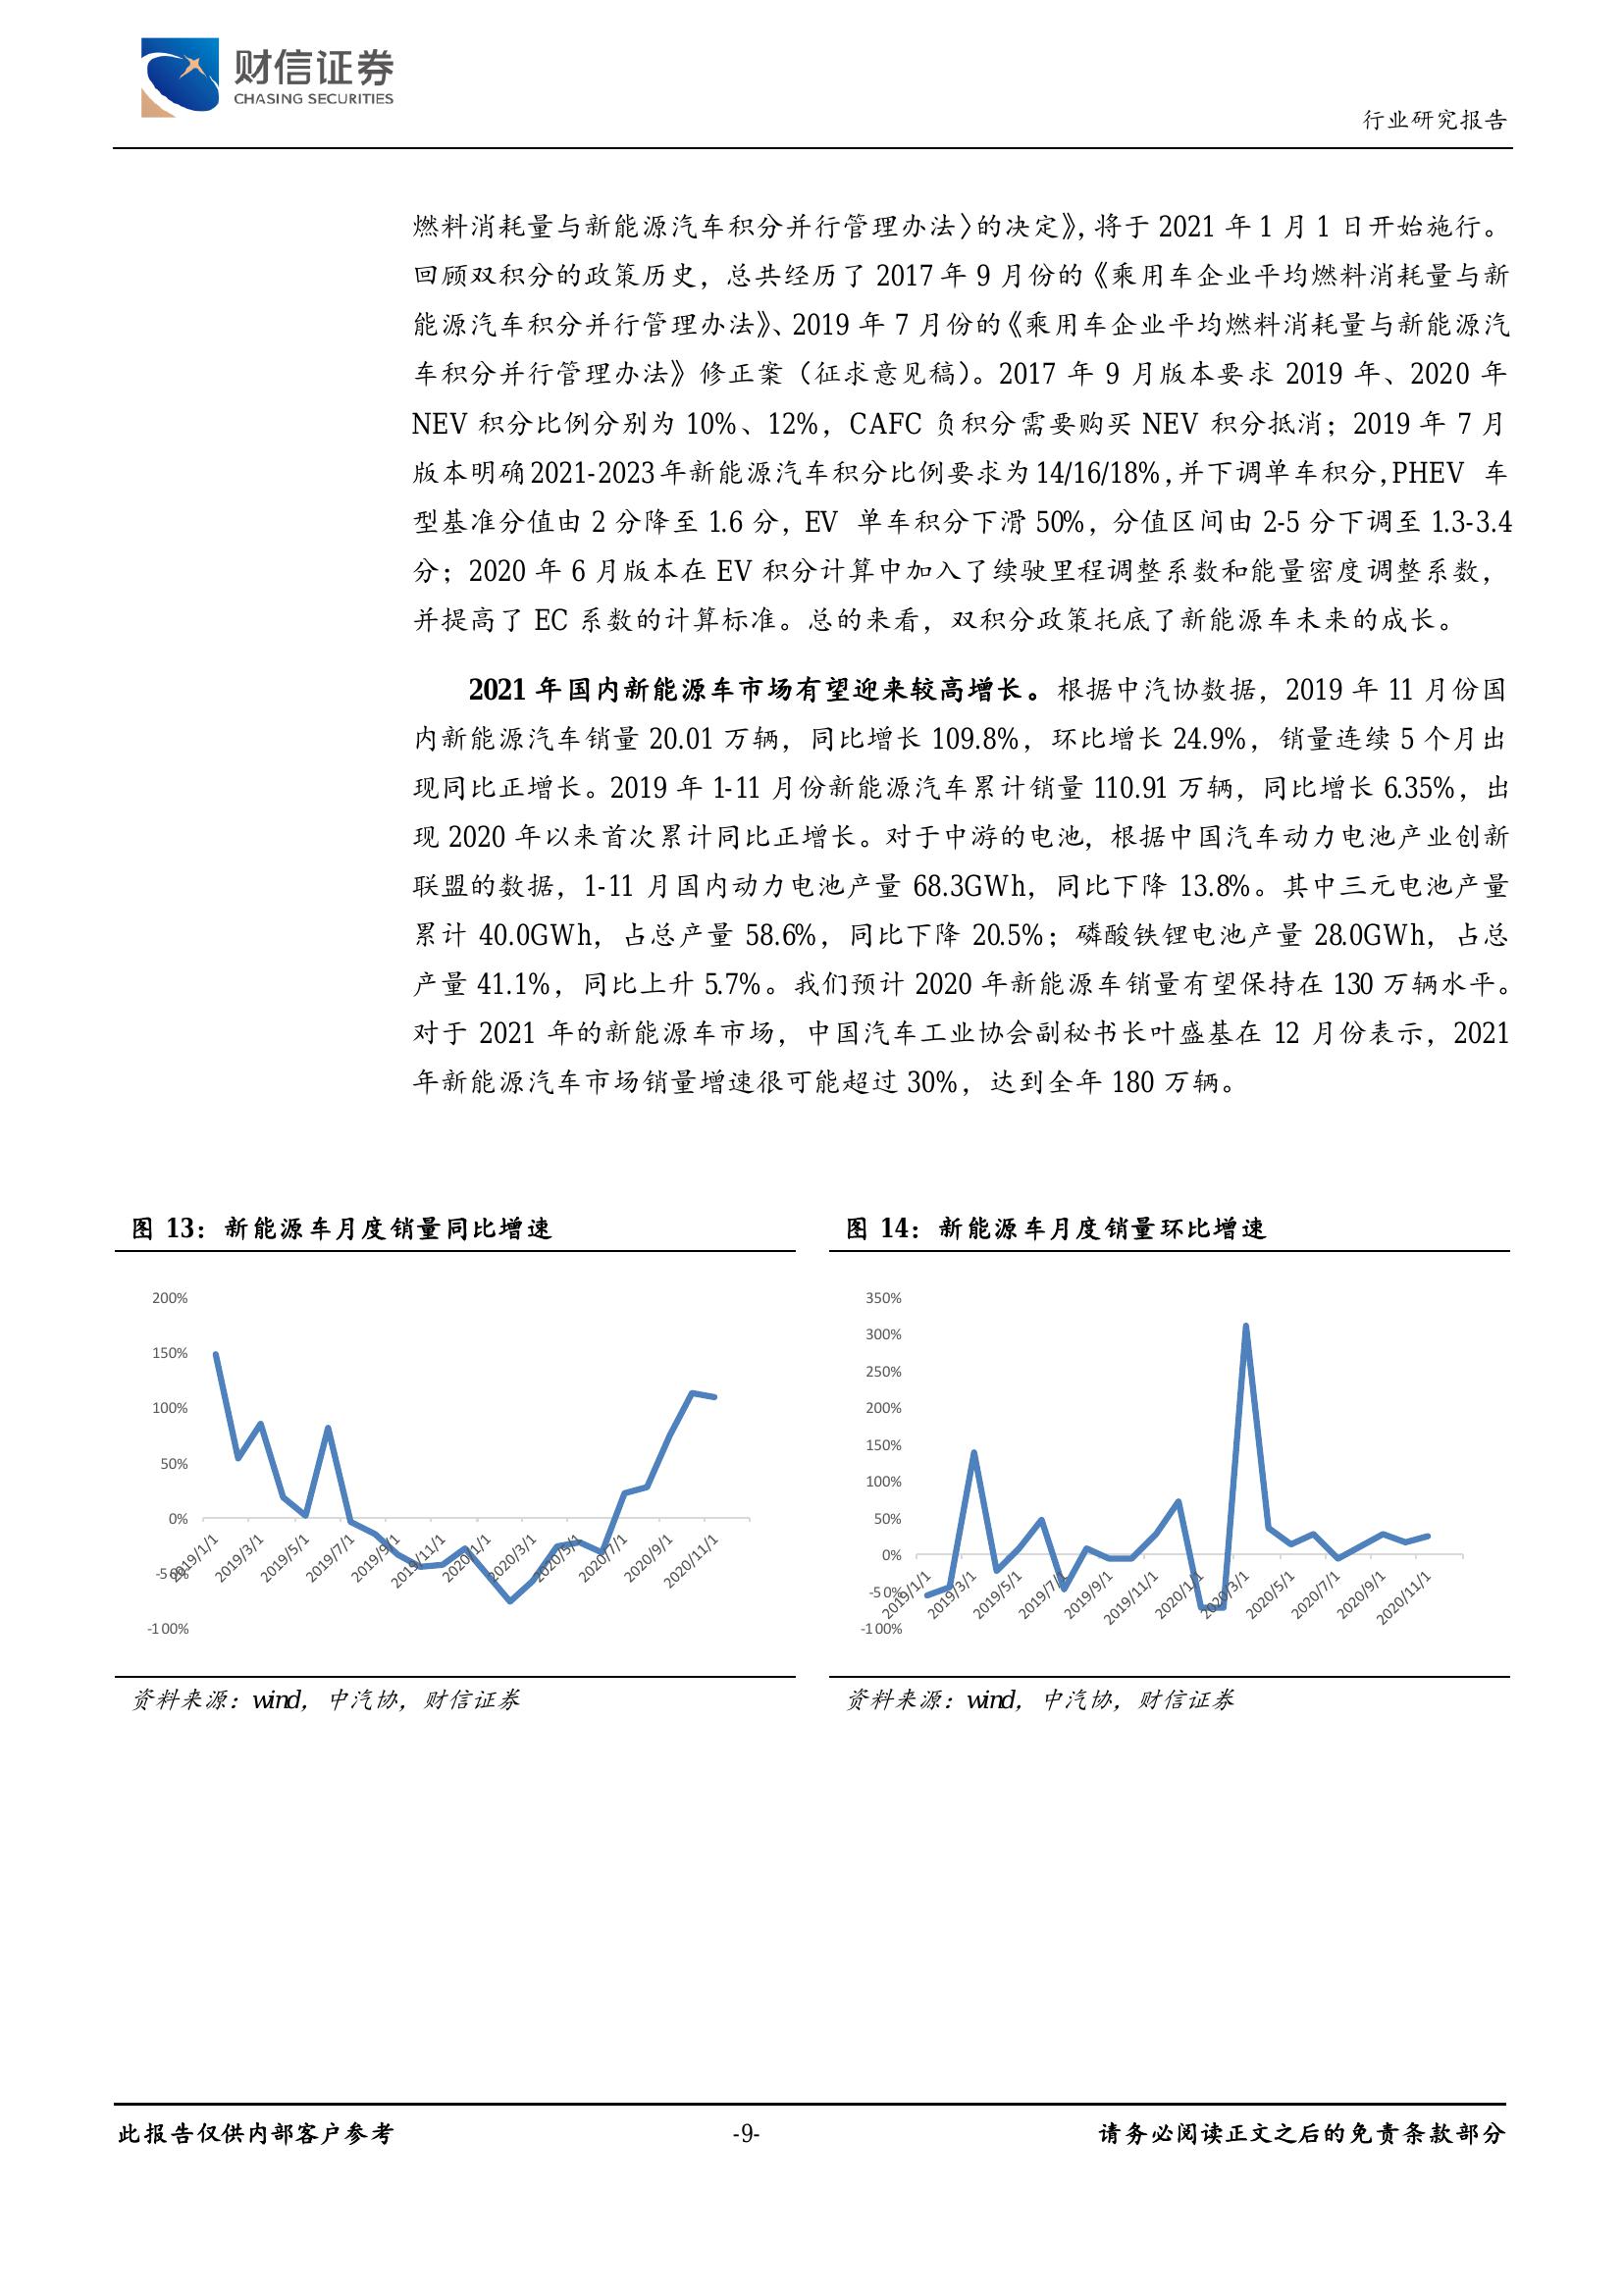 财信证券
CHASING SECURITIES
行业研究报告
燃料消耗量与新能源汽车积分并行管理办法〉的决定》，将于 2021 年 1 月 1 日开始施行。
回顾双积分的政策历史，总共经历了 2017 年 9 月份的《乘用车企业平均燃料消耗量与新
能源汽车积分并行管理办法》、2019 年 7 月份的《乘用车企业平均燃料消耗量与新能源汽
车积分并行管理办法》修正案（征求意见稿）。2017 年 9 月版本要求 2019 年、2020 年
NEV 积分比例分别为 10%、12%，CAFC 负积分需要购买 NEV 积分抵消；2019 年 7 月
版本明确 2021-2023 年新能源汽车积分比例要求为 14/16/18%，并下调单车积分，PHEV 车
型基准分值由 2 分降至 1.6 分，EV 单车积分下滑 50%，分值区间由 2-5 分下调至 1.3-3.4
分；2020 年 6 月版本在 EV 积分计算中加入了续驶里程调整系数和能量密度调整系数，
并提高了 EC 系数的计算标准。总的来看，双积分政策托底了新能源车未来的成长。
2021 年国内新能源车市场有望迎来较高增长。根据中汽协数据，2019 年 11 月份国
内新能源汽车销量 20.01 万辆，同比增长 109.8%，环比增长 24.9%，销量连续 5 个月出
现同比正增长。2019 年 1-11 月份新能源汽车累计销量 110.91 万辆，同比增长 6.35%，出
现 2020 年以来首次累计同比正增长。对于中游的电池，根据中国汽车动力电池产业创新
联盟的数据，1-11 月国内动力电池产量 68.3GWh，同比下降 13.8%。其中三元电池产量
累计 40.0GWh，占总产量 58.6%，同比下降 20.5%；磷酸铁锂电池产量 28.0GWh，占总
产量 41.1%，同比上升 5.7%。我们预计 2020 年新能源车销量有望保持在 130 万辆水平。
对于 2021 年的新能源车市场，中国汽车工业协会副秘书长叶盛基在 12 月份表示，2021
年新能源汽车市场销量增速很可能超过 30%，达到全年 180 万辆。
图 13：新能源车月度销量同比增速
200%
150%
100%
50%
0%
-50%
-100%
2019/1/1
2019/3/1
2019/5/1
2019/7/1
2019/9/1
2019/11/1
2020/1/1
2020/3/1
2020/5/1
2020/7/1
2020/9/1
2020/11/1
资料来源：wind，中汽协，财信证券
图 14：新能源车月度销量环比增速
350%
300%
250%
200%
150%
100%
50%
0%
-50%
-100%
2019/1/1
2019/3/1
2019/5/1
2019/7/1
2019/9/1
2019/11/1
2020/1/1
2020/3/1
2020/5/1
2020/7/1
2020/9/1
2020/11/1
资料来源：wind，中汽协，财信证券
此报告仅供内部客户参考
-9-
请务必阅读正文之后的免责条款部分